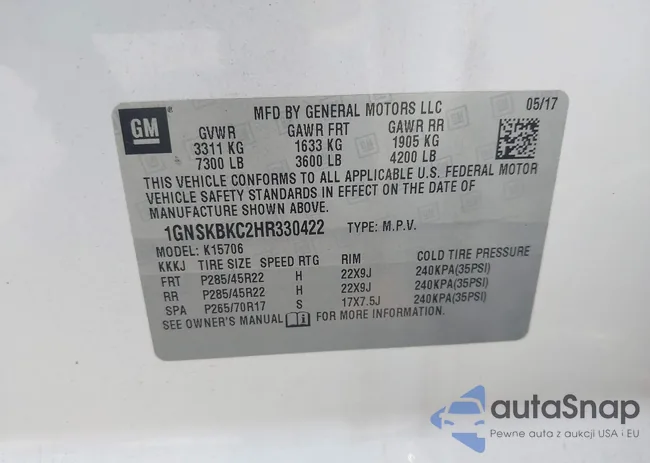 GM
MFD BY GENERAL MOTORS LLC 05/17
GVWR GAWR FRT GAWR RR
3311 KG 1633 KG 1905 KG
7300 LB 3600 LB 4200 LB
THIS VEHICLE CONFORMS TO ALL APPLICABLE U.S. FEDERAL MOTOR
VEHICLE SAFETY STANDARDS IN EFFECT ON THE DATE OF
MANUFACTURE SHOWN ABOVE.
1GNSKBKC2HR330422 TYPE: M.P.V.
MODEL: K15706
KKKJ TIRE SIZE SPEED RTG RIM COLD TIRE PRESSURE
FRT P285/45R22 H 22X9J 240KPA(35PSI)
RR P285/45R22 H 22X9J 240KPA(35PSI)
SPA P265/70R17 S 17X7.5J 240KPA(35PSI)
SEE OWNER'S MANUAL FOR MORE INFORMATION.
autaSnap
Pewne auta z aukcji USA i EU